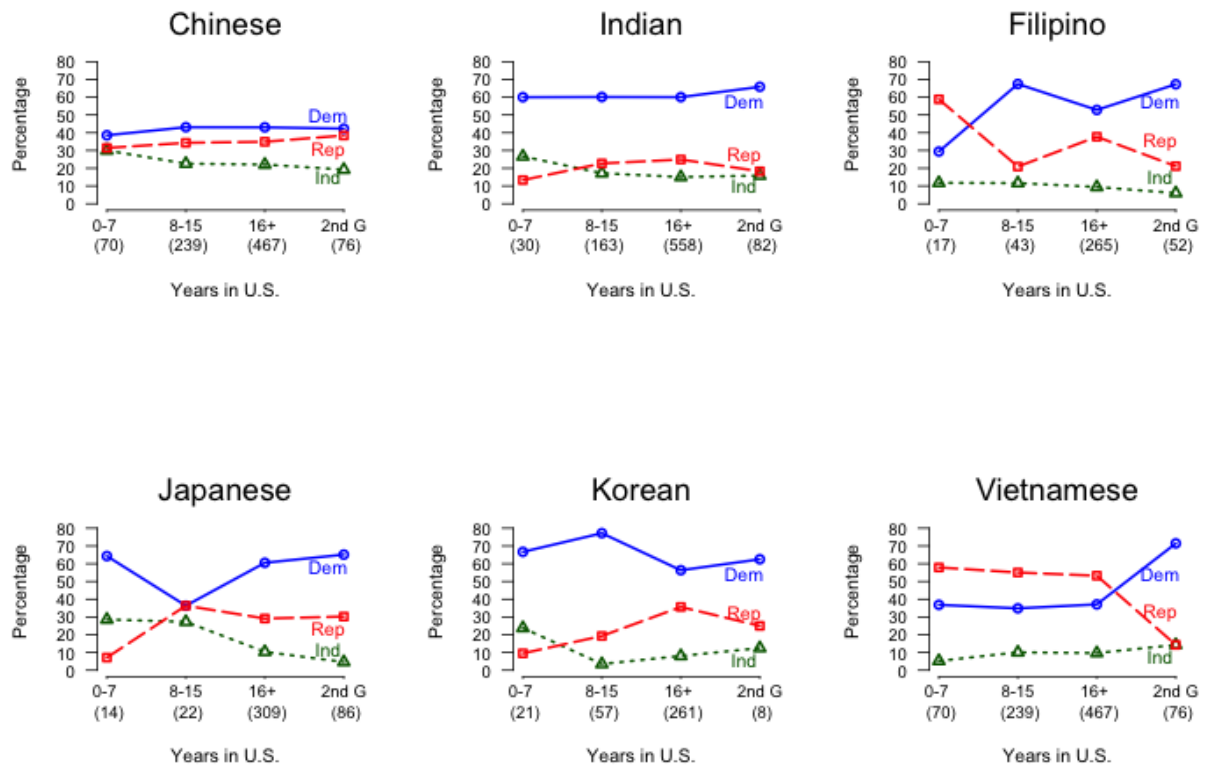 Chinese
Percentage
80
70
60
50
40
30
20
10
0
Dem
Rep
Ind
0-7 8-15 16+ 2nd G
(70) (239) (467) (76)
Years in U.S.
Indian
Percentage
80
70
60
50
40
30
20
10
0
Dem
Rep
Ind
0-7 8-15 16+ 2nd G
(30) (163) (558) (82)
Years in U.S.
Filipino
Percentage
80
70
60
50
40
30
20
10
0
Dem
Rep
Ind
0-7 8-15 16+ 2nd G
(17) (43) (265) (52)
Years in U.S.
Japanese
Percentage
80
70
60
50
40
30
20
10
0
Dem
Rep
Ind
0-7 8-15 16+ 2nd G
(14) (22) (309) (86)
Years in U.S.
Korean
Percentage
80
70
60
50
40
30
20
10
0
Dem
Rep
Ind
0-7 8-15 16+ 2nd G
(21) (57) (261) (8)
Years in U.S.
Vietnamese
Percentage
80
70
60
50
40
30
20
10
0
Dem
Rep
Ind
0-7 8-15 16+ 2nd G
(70) (239) (467) (76)
Years in U.S.